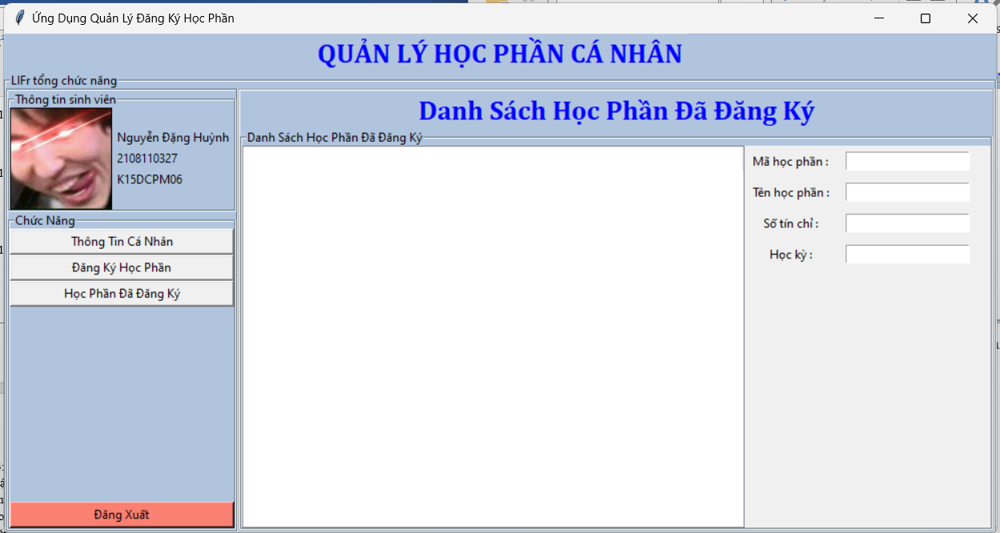 Ứng Dụng Quản Lý Đăng Ký Học Phần
QUẢN LÝ HỌC PHẦN CÁ NHÂN
LIFr tổng chức năng
Thông tin sinh viên
Nguyễn Đặng Huỳnh
2108110327
K15DCPM06
Chức Năng
Thông Tin Cá Nhân
Đăng Ký Học Phần
Học Phần Đã Đăng Ký
Đăng Xuất
Danh Sách Học Phần Đã Đăng Ký
Danh Sách Học Phần Đã Đăng Ký
Mã học phần :
Tên học phần :
Số tín chỉ :
Học kỳ :